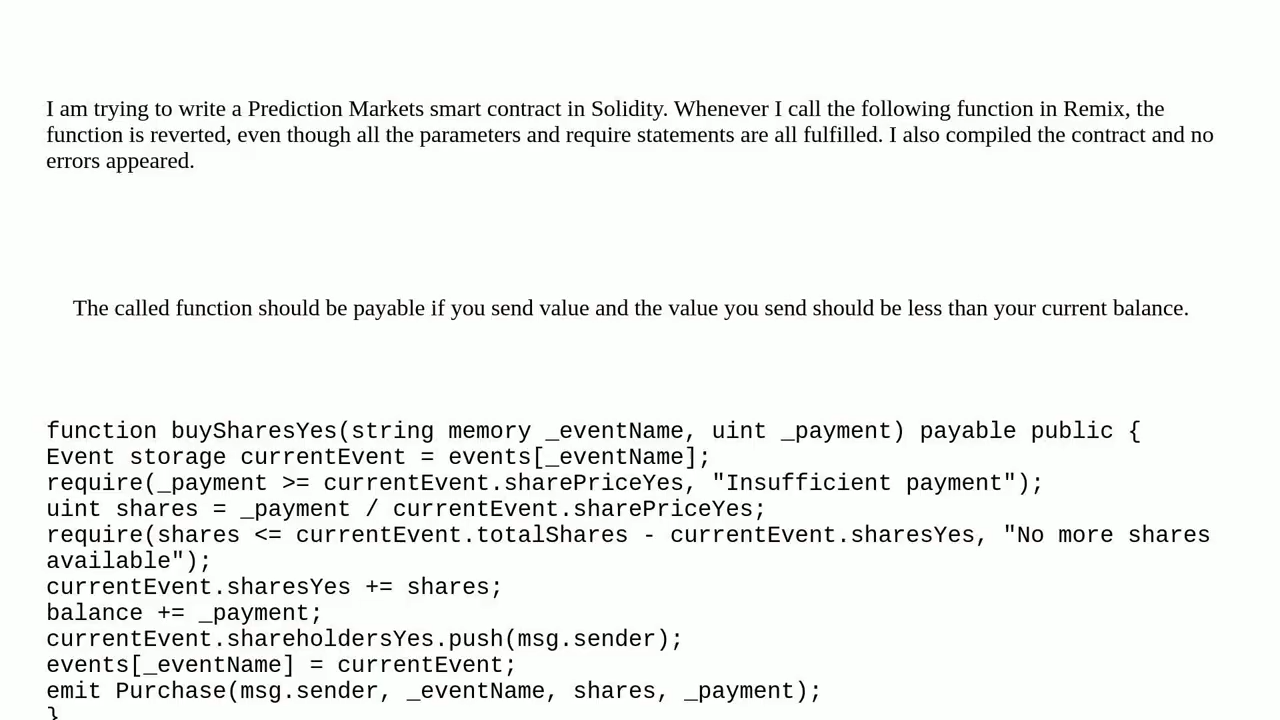 I am trying to write a Prediction Markets smart contract in Solidity. Whenever I call the following function in Remix, the
function is reverted, even though all the parameters and require statements are all fulfilled. I also compiled the contract and no
errors appeared.
The called function should be payable if you send value and the value you send should be less than your current balance.
function buySharesYes(string memory _eventName, uint _payment) payable public {
Event storage currentEvent = events[_eventName];
require(_payment >= currentEvent.sharePriceYes, "Insufficient payment");
uint shares = _payment / currentEvent.sharePriceYes;
require(shares <= currentEvent.totalShares - currentEvent.sharesYes, "No more shares
available");
currentEvent.sharesYes += shares;
balance += _payment;
currentEvent.shareholdersYes.push(msg.sender);
events[_eventName] = currentEvent;
emit Purchase(msg.sender, _eventName, shares, _payment);
}